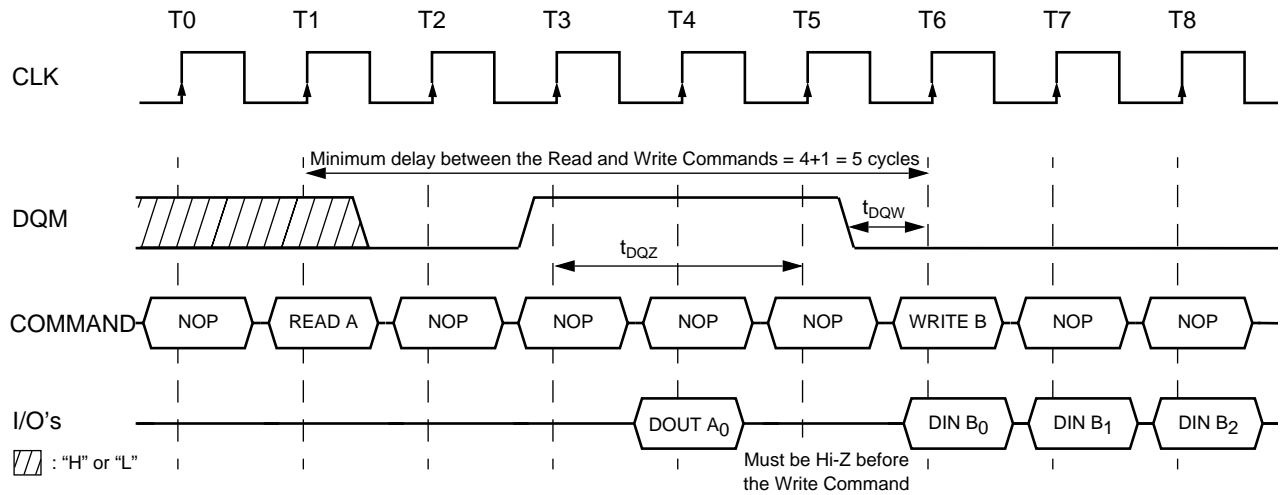 T0 T1 T2 T3 T4 T5 T6 T7 T8
CLK
Minimum delay between the Read and Write Commands = 4+1 = 5 cycles
DQM
tDQW
tDQZ
COMMAND NOP READ A NOP NOP NOP NOP WRITE B NOP NOP
I/O's DOUT A0 DIN B0 DIN B1 DIN B2
: “H” or “L”
Must be Hi-Z before
the Write Command